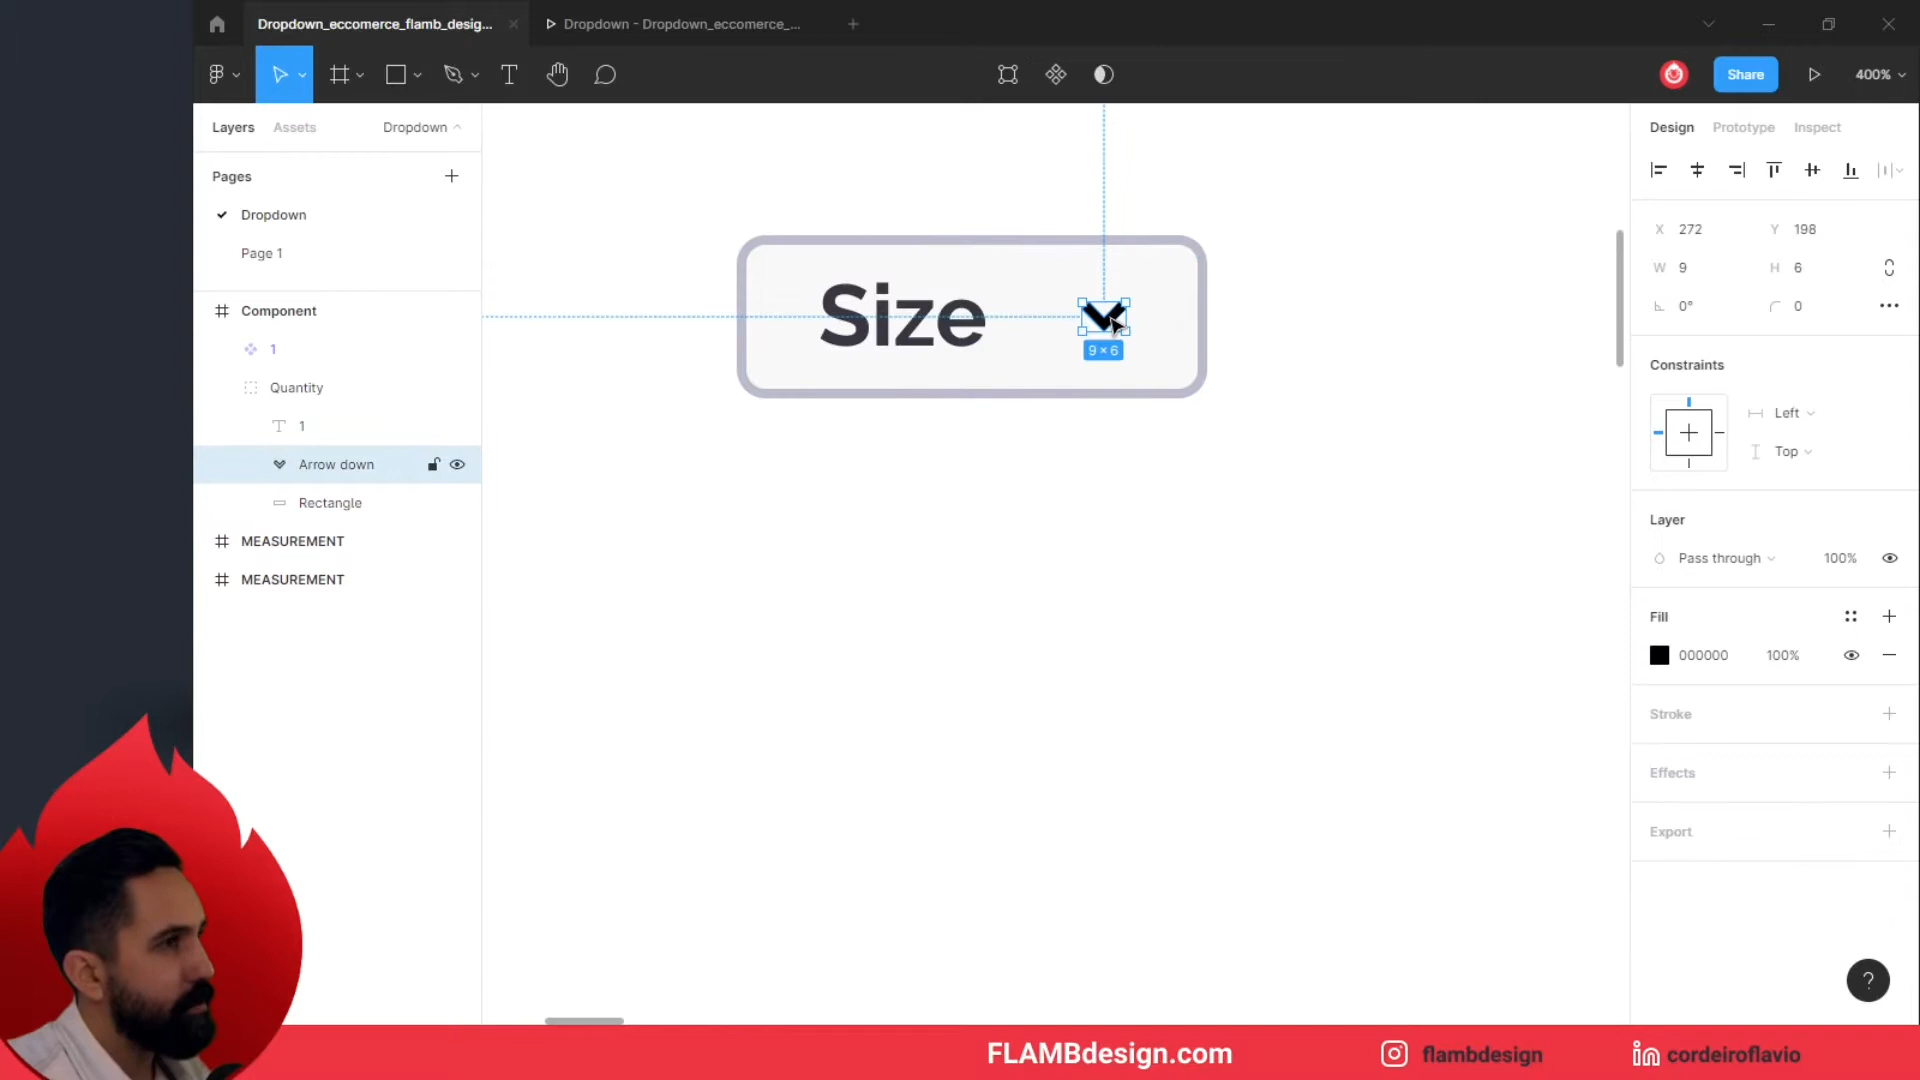 Dropdown_eccomerce_flamb_desig...
Dropdown - Dropdown_eccomerce_...
Share
400%
Layers
Assets
Dropdown
Pages
Dropdown
Page 1
Component
1
Quantity
1
Arrow down
Rectangle
MEASUREMENT
MEASUREMENT
Size
9 × 6
Design
Prototype
Inspect
X 272
Y 198
W 9
H 6
0°
0
Constraints
Left
Top
Layer
Pass through
100%
Fill
000000
100%
Stroke
Effects
Export
?
FLAMBdesign.com
flambdesign
in cordeiroflavio